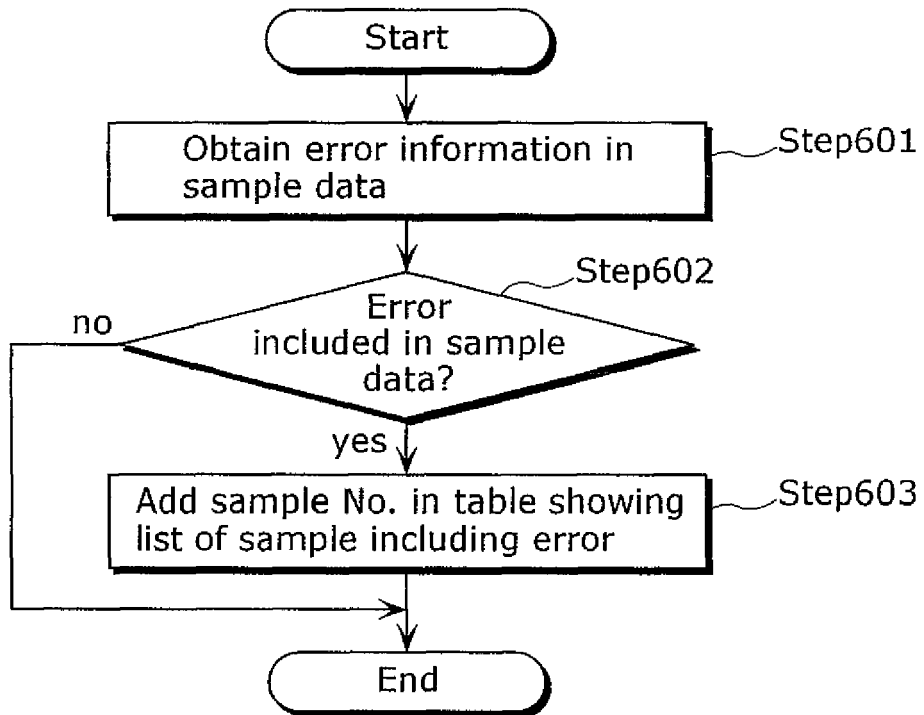 Start
Obtain error information in
sample data
Step601
Step602
Error
included in sample
data?
no
yes
Add sample No. in table showing
list of sample including error
Step603
End